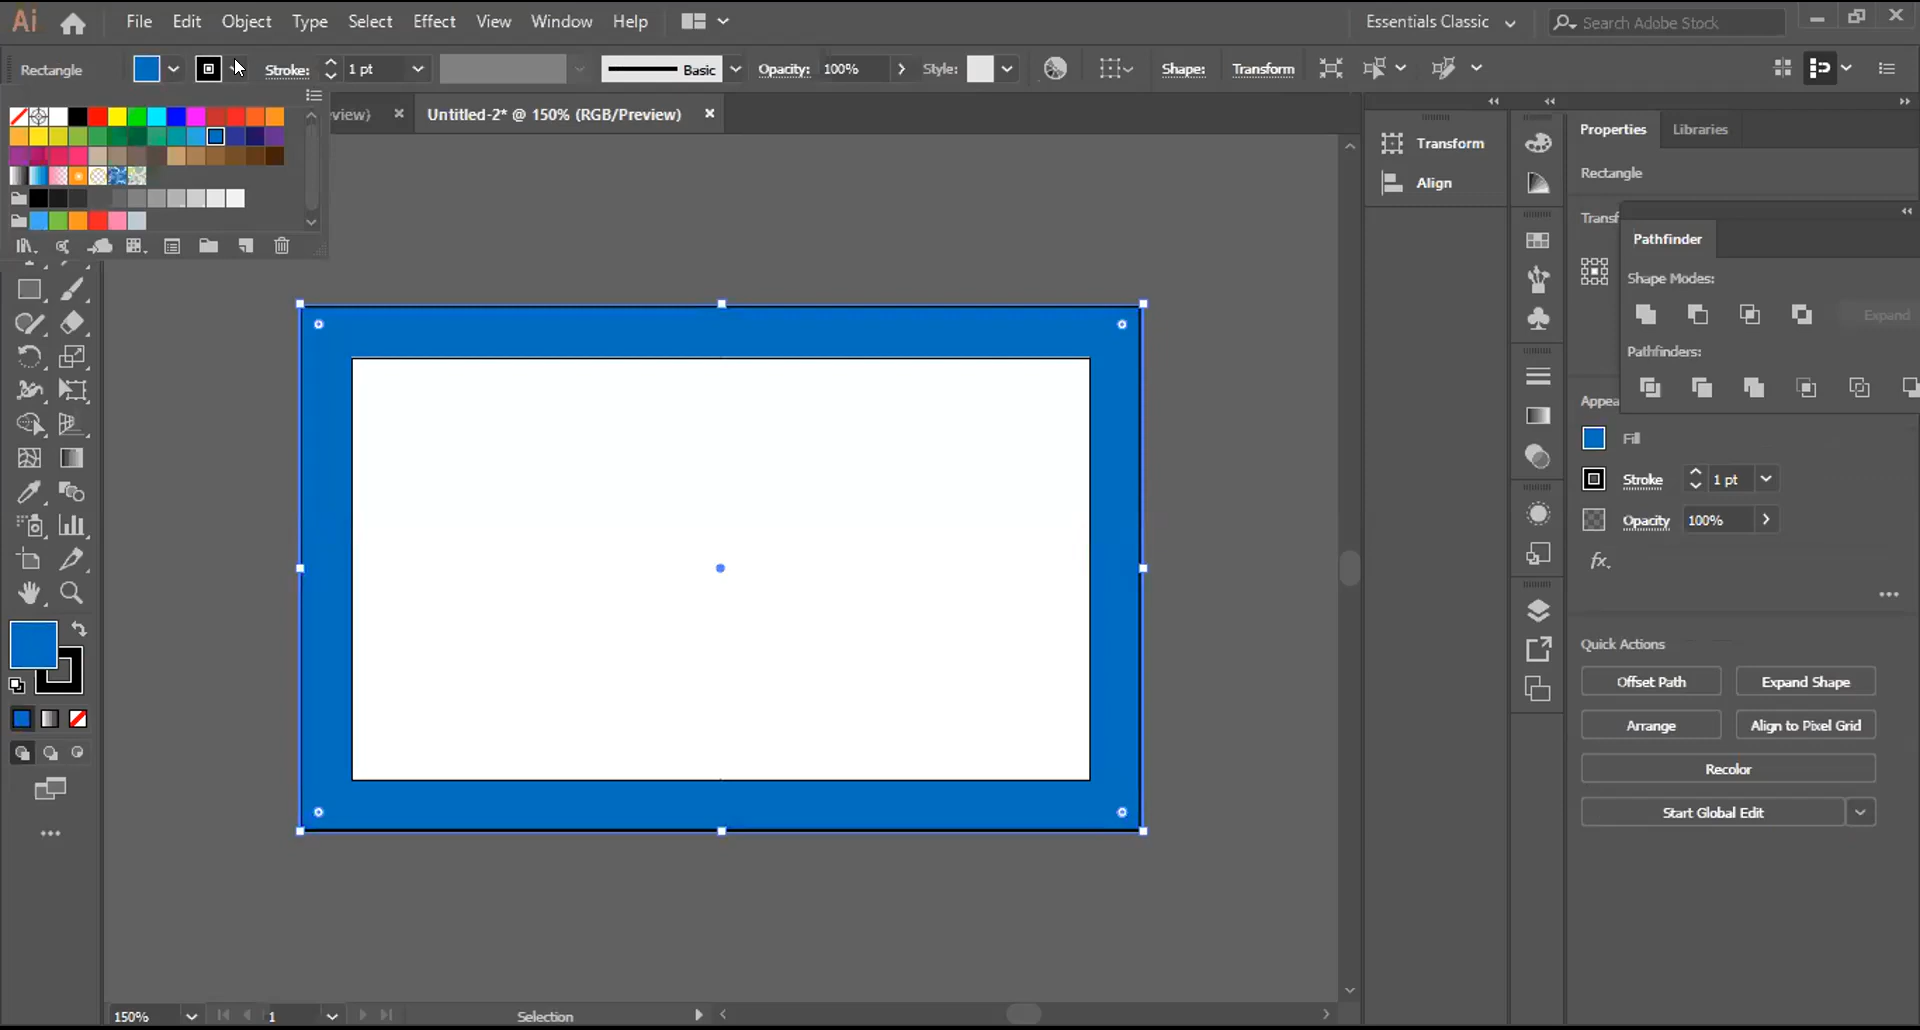 Ai File Edit Object Type Select Effect View Window Help Essentials Classic Search Adobe Stock
Rectangle Stroke: 1 pt Basic Opacity: 100% Style: Shape: Transform
view) × Untitled-2* @ 150% (RGB/Preview) ×
Transform
Align
Properties Libraries
Rectangle
Transf
Pathfinder
Shape Modes:
Expand
Pathfinders:
Appea
Fill
Stroke 1 pt
Opacity 100%
fx.
Quick Actions
Offset Path Expand Shape
Arrange Align to Pixel Grid
Recolor
Start Global Edit
150% 1 Selection